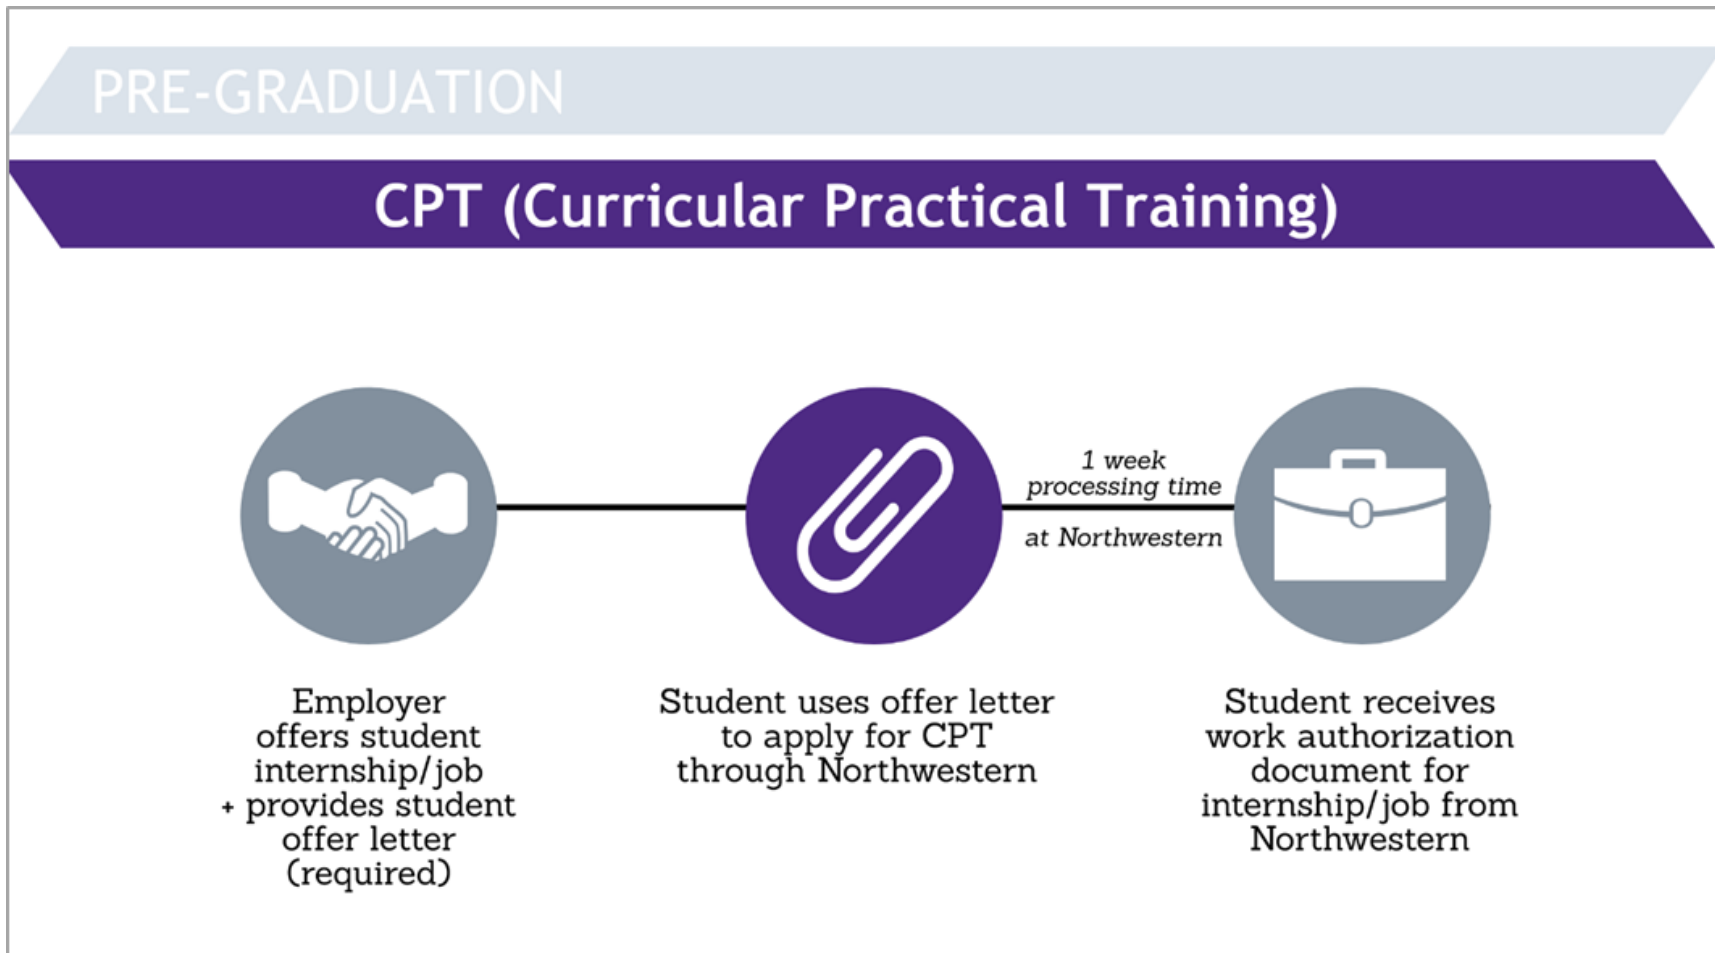 PRE-GRADUATION
CPT (Curricular Practical Training)
1 week
processing time
at Northwestern
Employer
offers student
internship/job
+ provides student
offer letter
(required)
Student uses offer letter
to apply for CPT
through Northwestern
Student receives
work authorization
document for
internship/job from
Northwestern